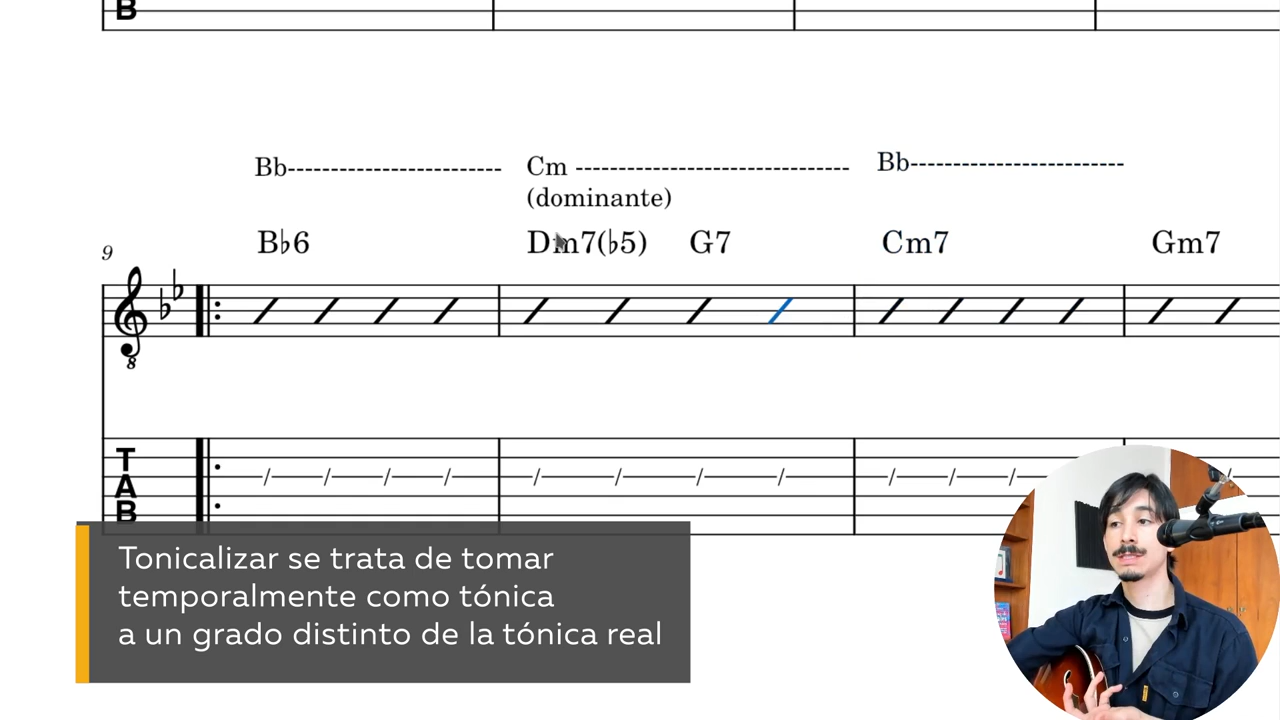 B
Bb-------------------------
Cm --------------------------------
Bb-------------------------
(dominante)
B♭6
Dm7(♭5)
G7
Cm7
Gm7
9
8
T
A
B
Tonicalizar se trata de tomar
temporalmente como tónica
a un grado distinto de la tónica real